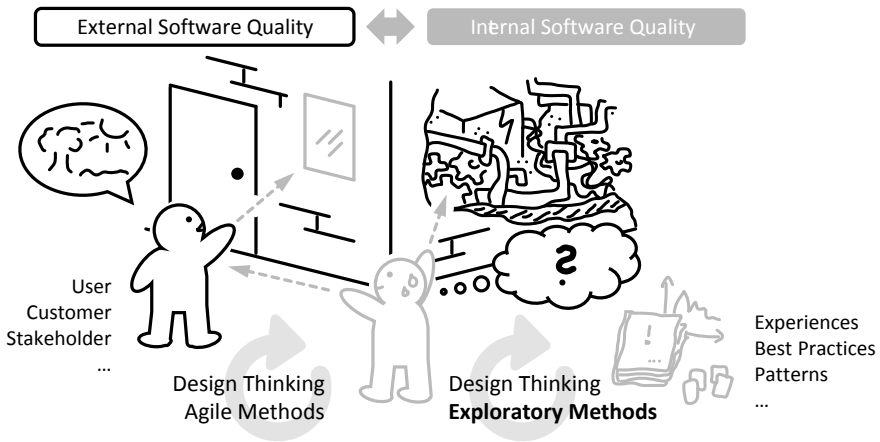 External Software Quality
Internal Software Quality
User
Customer
Stakeholder
...
Design Thinking
Agile Methods
Design Thinking
Exploratory Methods
?
!
...
Experiences
Best Practices
Patterns
...